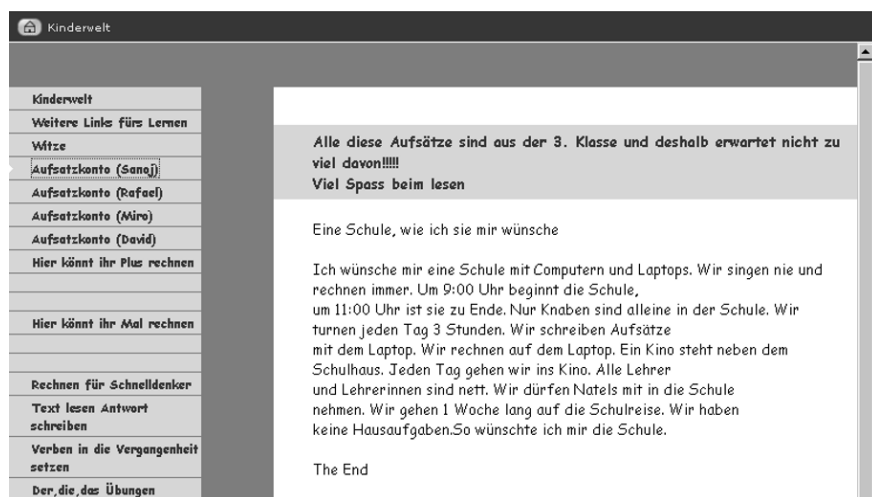 Kinderwelt
Kinderwelt
Weitere Links fürs Lernen
Witze
Aufsatzkonto (Sanoj)
Aufsatzkonto (Rafael)
Aufsatzkonto (Miro)
Aufsatzkonto (David)
Hier könnt ihr Plus rechnen
Hier könnt ihr Mal rechnen
Rechnen für Schnelldenker
Text lesen Antwort
schreiben
Verben in die Vergangenheit
setzen
Der,die,das Übungen
Alle diese Aufsätze sind aus der 3. Klasse und deshalb erwartet nicht zu
viel davon!!!!!
Viel Spass beim lesen
Eine Schule, wie ich sie mir wünsche
Ich wünsche mir eine Schule mit Computern und Laptops. Wir singen nie und
rechnen immer. Um 9:00 Uhr beginnt die Schule,
um 11:00 Uhr ist sie zu Ende. Nur Knaben sind alleine in der Schule. Wir
turnen jeden Tag 3 Stunden. Wir schreiben Aufsätze
mit dem Laptop. Wir rechnen auf dem Laptop. Ein Kino steht neben dem
Schulhaus. Jeden Tag gehen wir ins Kino. Alle Lehrer
und Lehrerinnen sind nett. Wir dürfen Natels mit in die Schule
nehmen. Wir gehen 1 Woche lang auf die Schulreise. Wir haben
keine Hausaufgaben.So wünschte ich mir die Schule.
The End